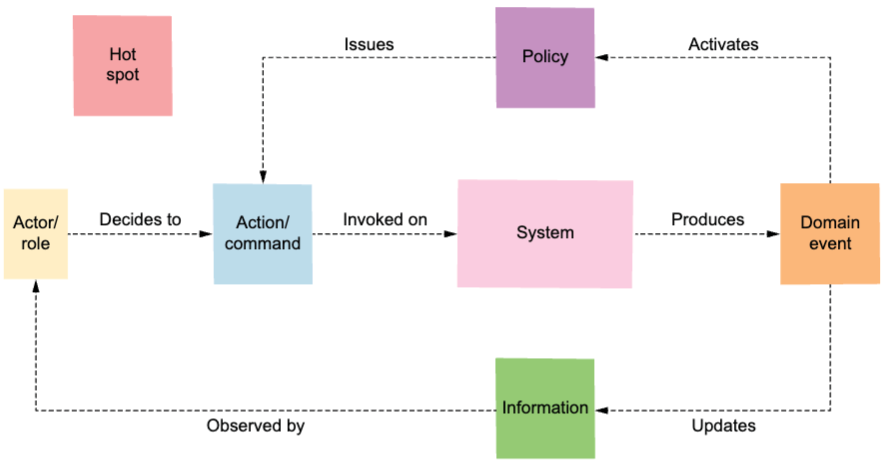 Hot
spot
Issues
Policy
Activates
Actor/
role
Decides to
Action/
command
Invoked on
System
Produces
Domain
event
Information
Observed by
Updates